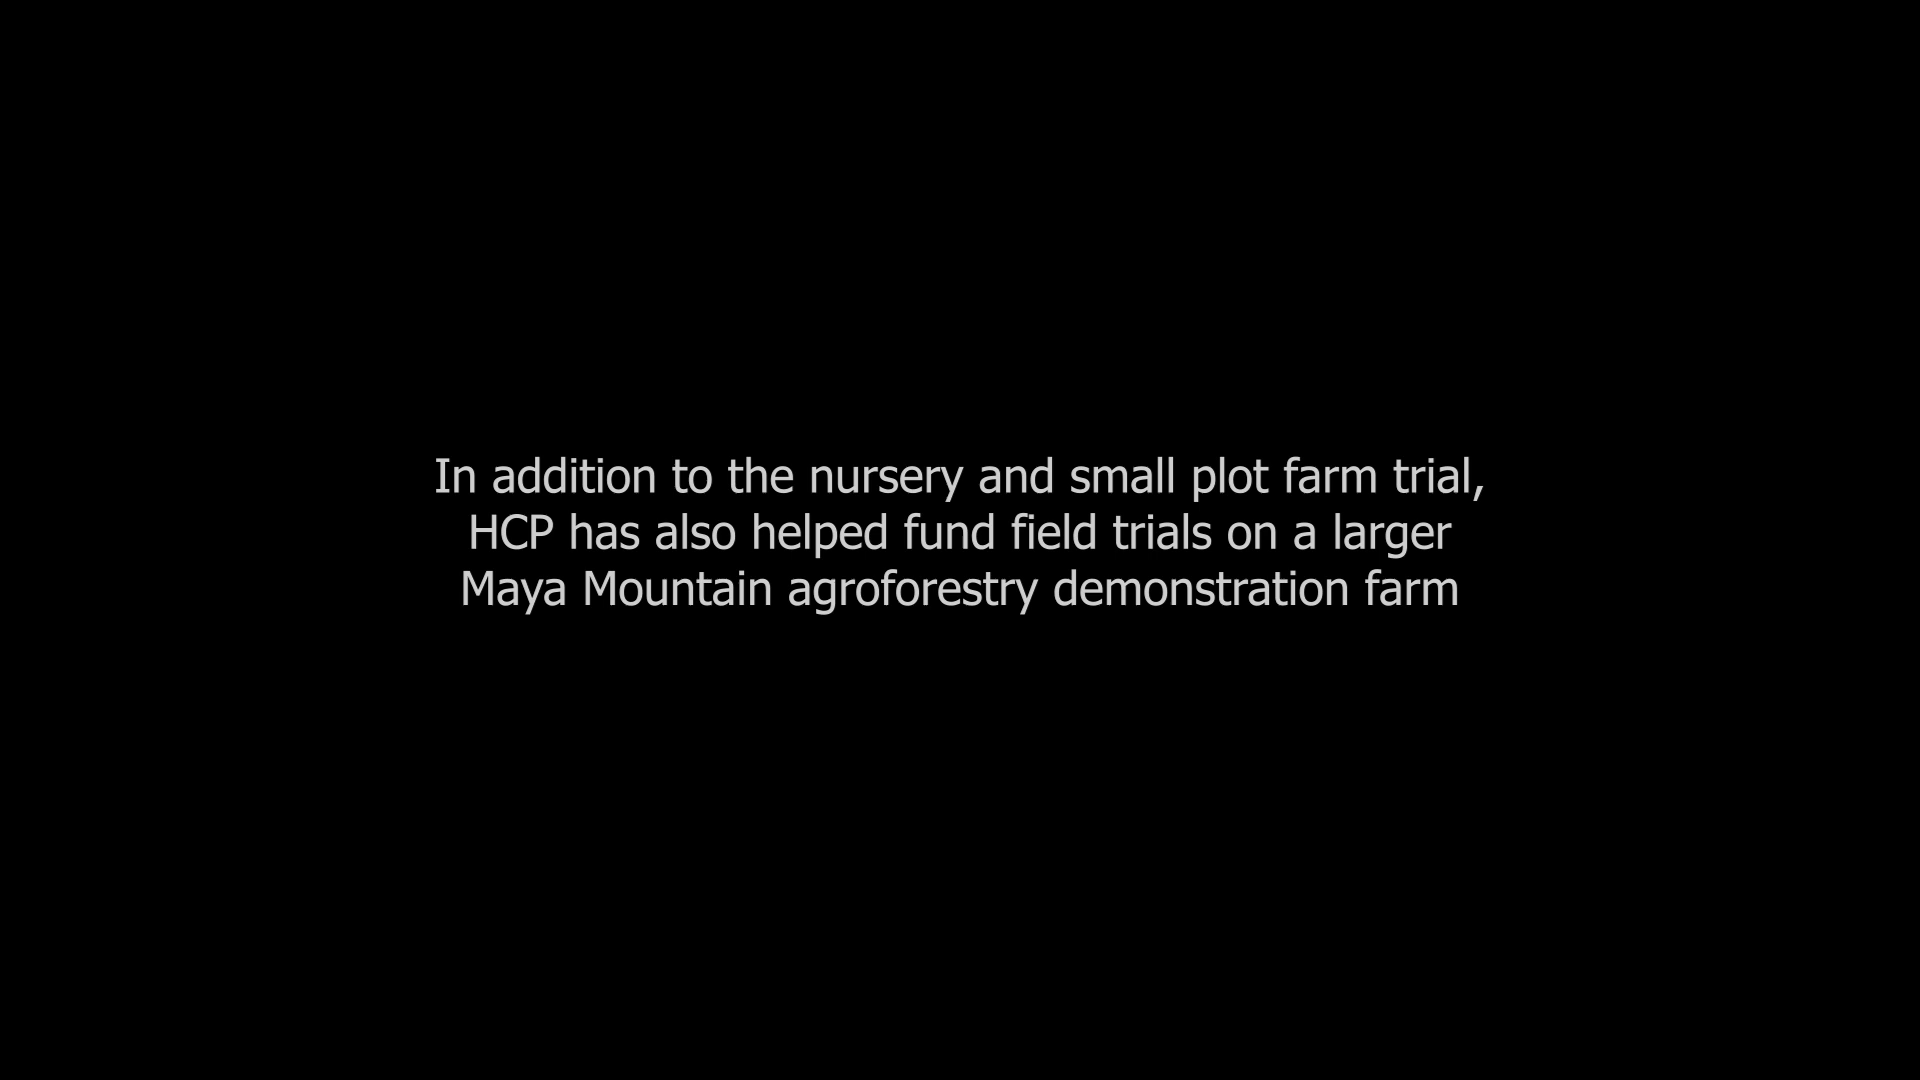 In addition to the nursery and small plot farm trial,
HCP has also helped fund field trials on a larger
Maya Mountain agroforestry demonstration farm